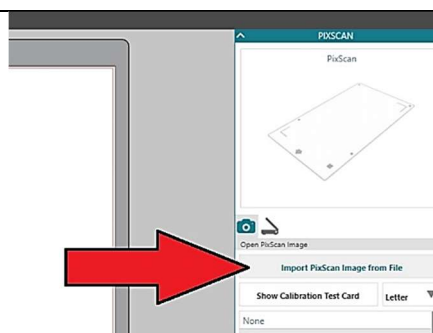 PIXSCAN
PixScan
Open PixScan Image
Import PixScan Image from File
Show Calibration Test Card
Letter
None